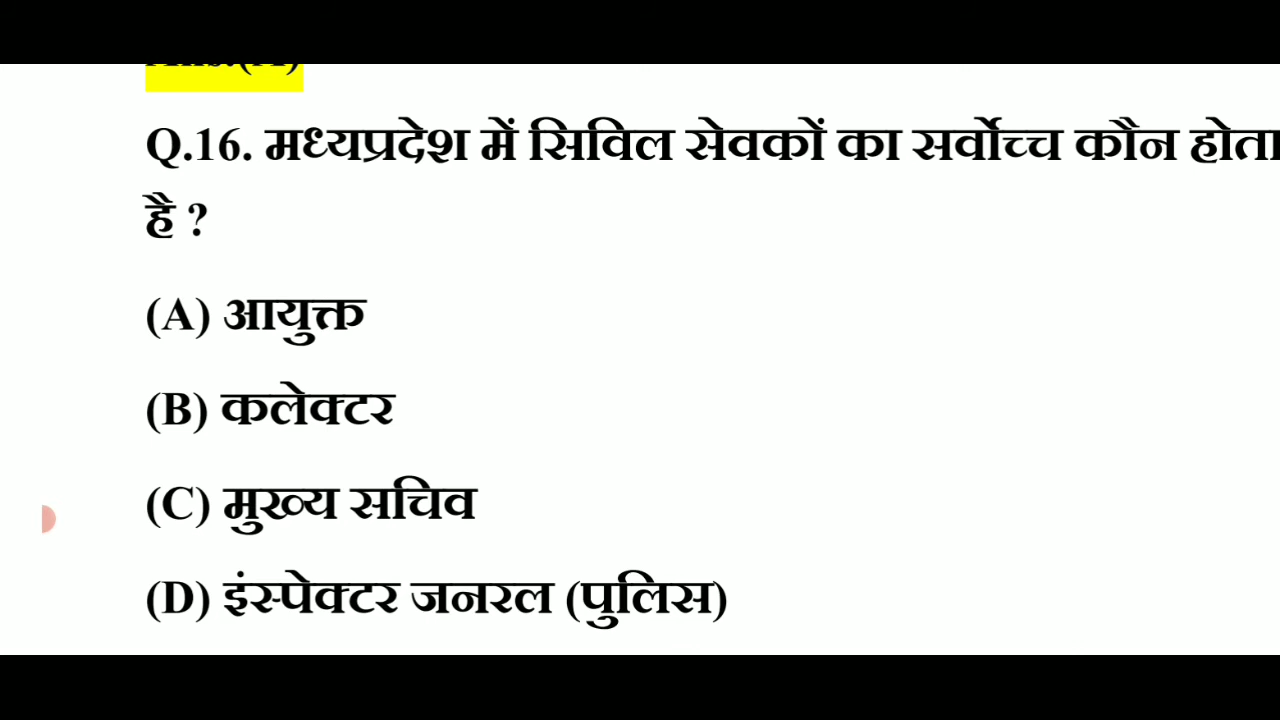 Q.16. मध्यप्रदेश में सिविल सेवकों का सर्वोच्च कौन होता
है ?
(A) आयुक्त
(B) कलेक्टर
(C) मुख्य सचिव
(D) इंस्पेक्टर जनरल (पुलिस)